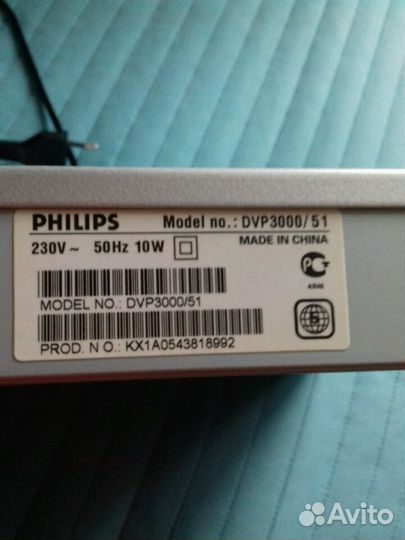 PHILIPS Model no.: DVP3000/51
230V ~ 50Hz 10W MADE IN CHINA
MODEL NO.: DVP3000/51
PROD. N O.: KX1A0543818992
5
Avito